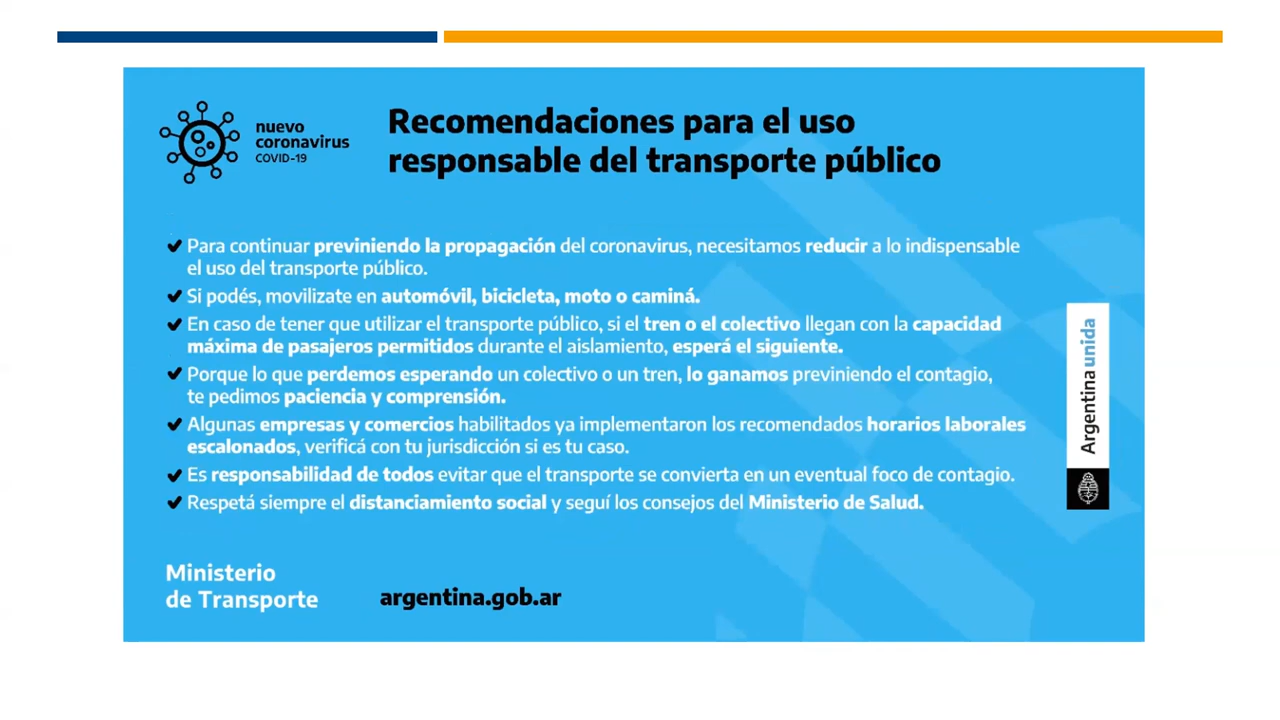 nuevo
coronavirus
COVID-19
Recomendaciones para el uso
responsable del transporte público
Para continuar previniendo la propagación del coronavirus, necesitamos reducir a lo indispensable
el uso del transporte público.
Si podés, movilizate en automóvil, bicicleta, moto o caminá.
En caso de tener que utilizar el transporte público, si el tren o el colectivo llegan con la capacidad
máxima de pasajeros permitidos durante el aislamiento, esperá el siguiente.
Porque lo que perdemos esperando un colectivo o un tren, lo ganamos previniendo el contagio,
te pedimos paciencia y comprensión.
Algunas empresas y comercios habilitados ya implementaron los recomendados horarios laborales
escalonados, verificá con tu jurisdicción si es tu caso.
Es responsabilidad de todos evitar que el transporte se convierta en un eventual foco de contagio.
Respetá siempre el distanciamiento social y seguí los consejos del Ministerio de Salud.
Argentina unida
Ministerio
de Transporte
argentina.gob.ar